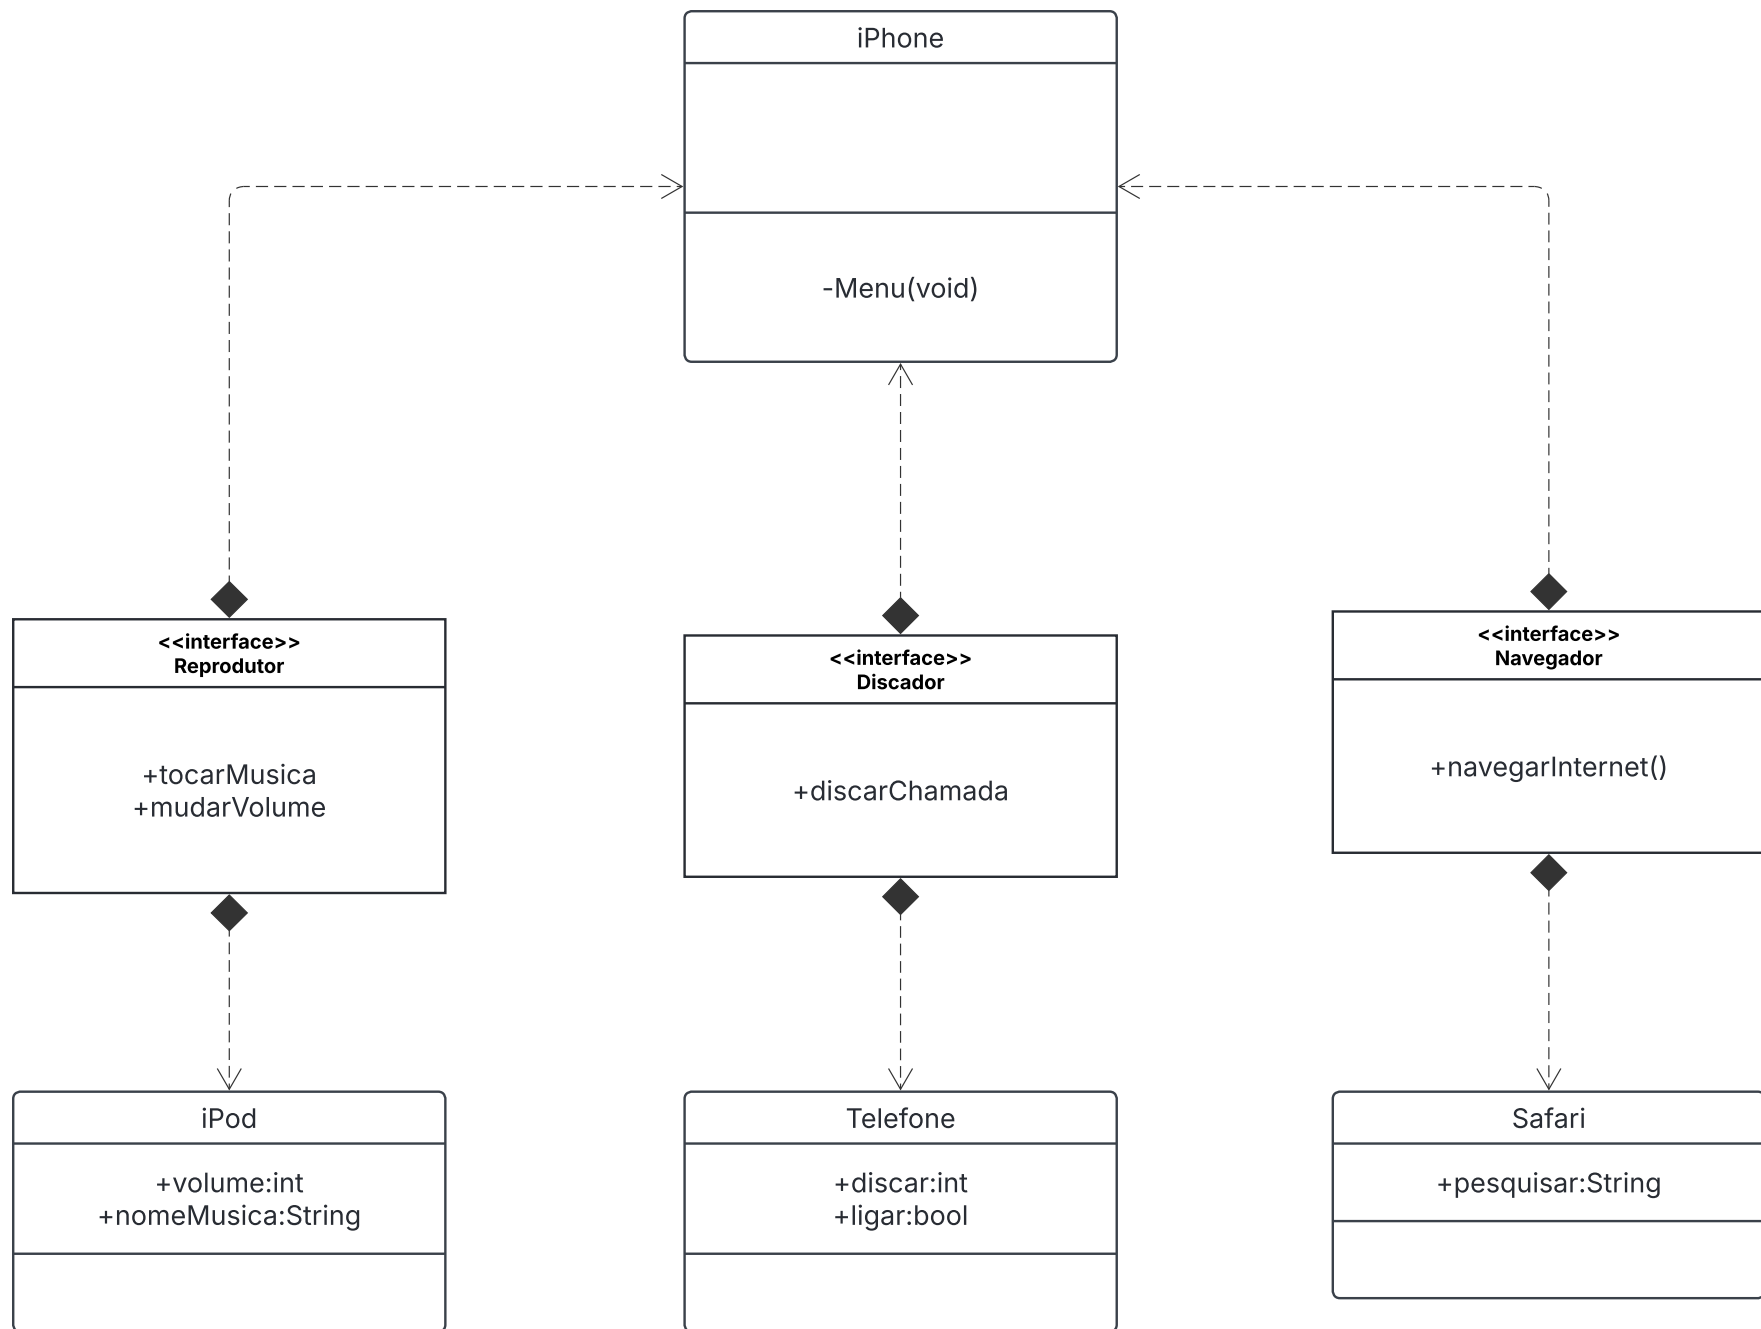 iPhone
-Menu(void)
<<interface>>
Reprodutor
+tocarMusica
+mudarVolume
<<interface>>
Discador
+discarChamada
<<interface>>
Navegador
+navegarInternet()
iPod
+volume:int
+nomeMusica:String
Telefone
+discar:int
+ligar:bool
Safari
+pesquisar:String